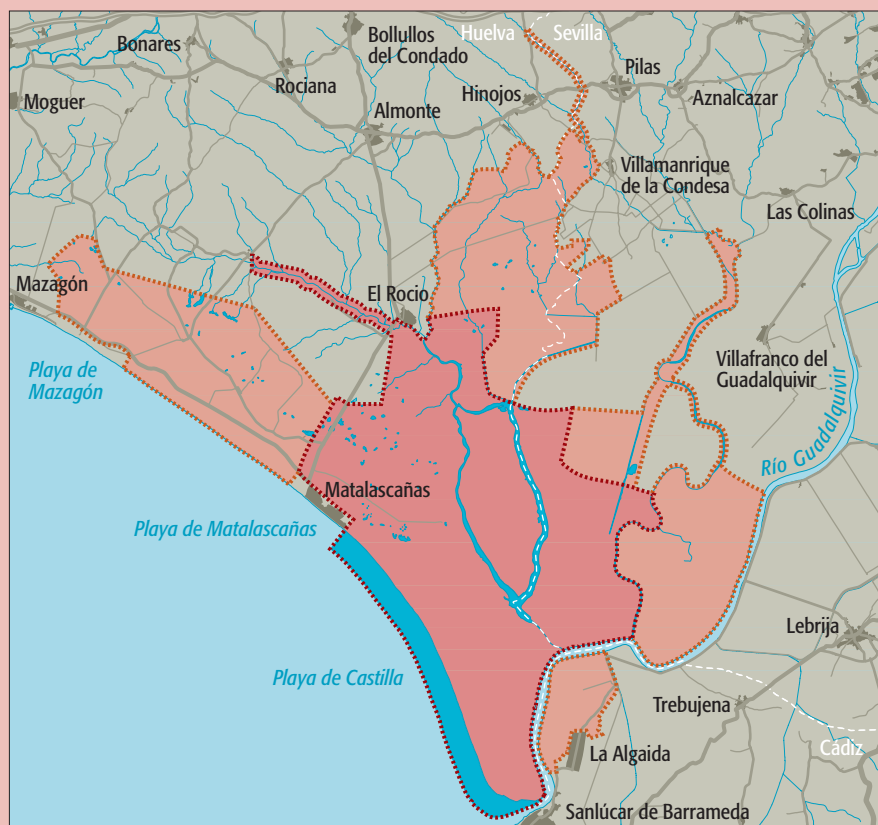 Huelva
Sevilla
Bonares
Bollullos
del Condado
Rociana
Pilas
Moguer
Almonte
Hinojos
Aznalcazar
Villamanrique
de la Condesa
Las Colinas
Mazagón
El Rocio
Playa de
Mazagón
Villafranco del
Guadalquivir
Río Guadalquivir
Matalascañas
Playa de Matalascañas
Lebrija
Playa de Castilla
Trebujena
Cádiz
La Algaida
Sanlúcar de Barrameda